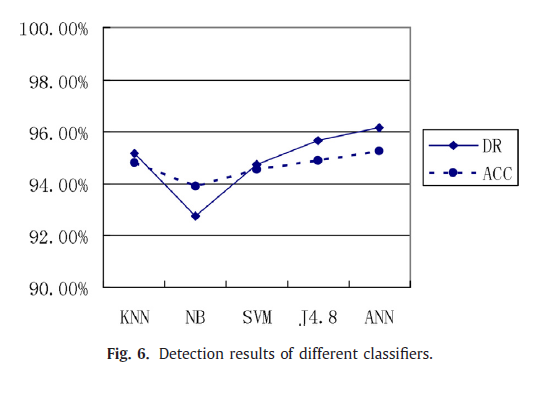 100.00%
98.00%
96.00%
94.00%
92.00%
90.00%
KNN NB SVM J4.8 ANN
DR
ACC
Fig. 6. Detection results of different classifiers.